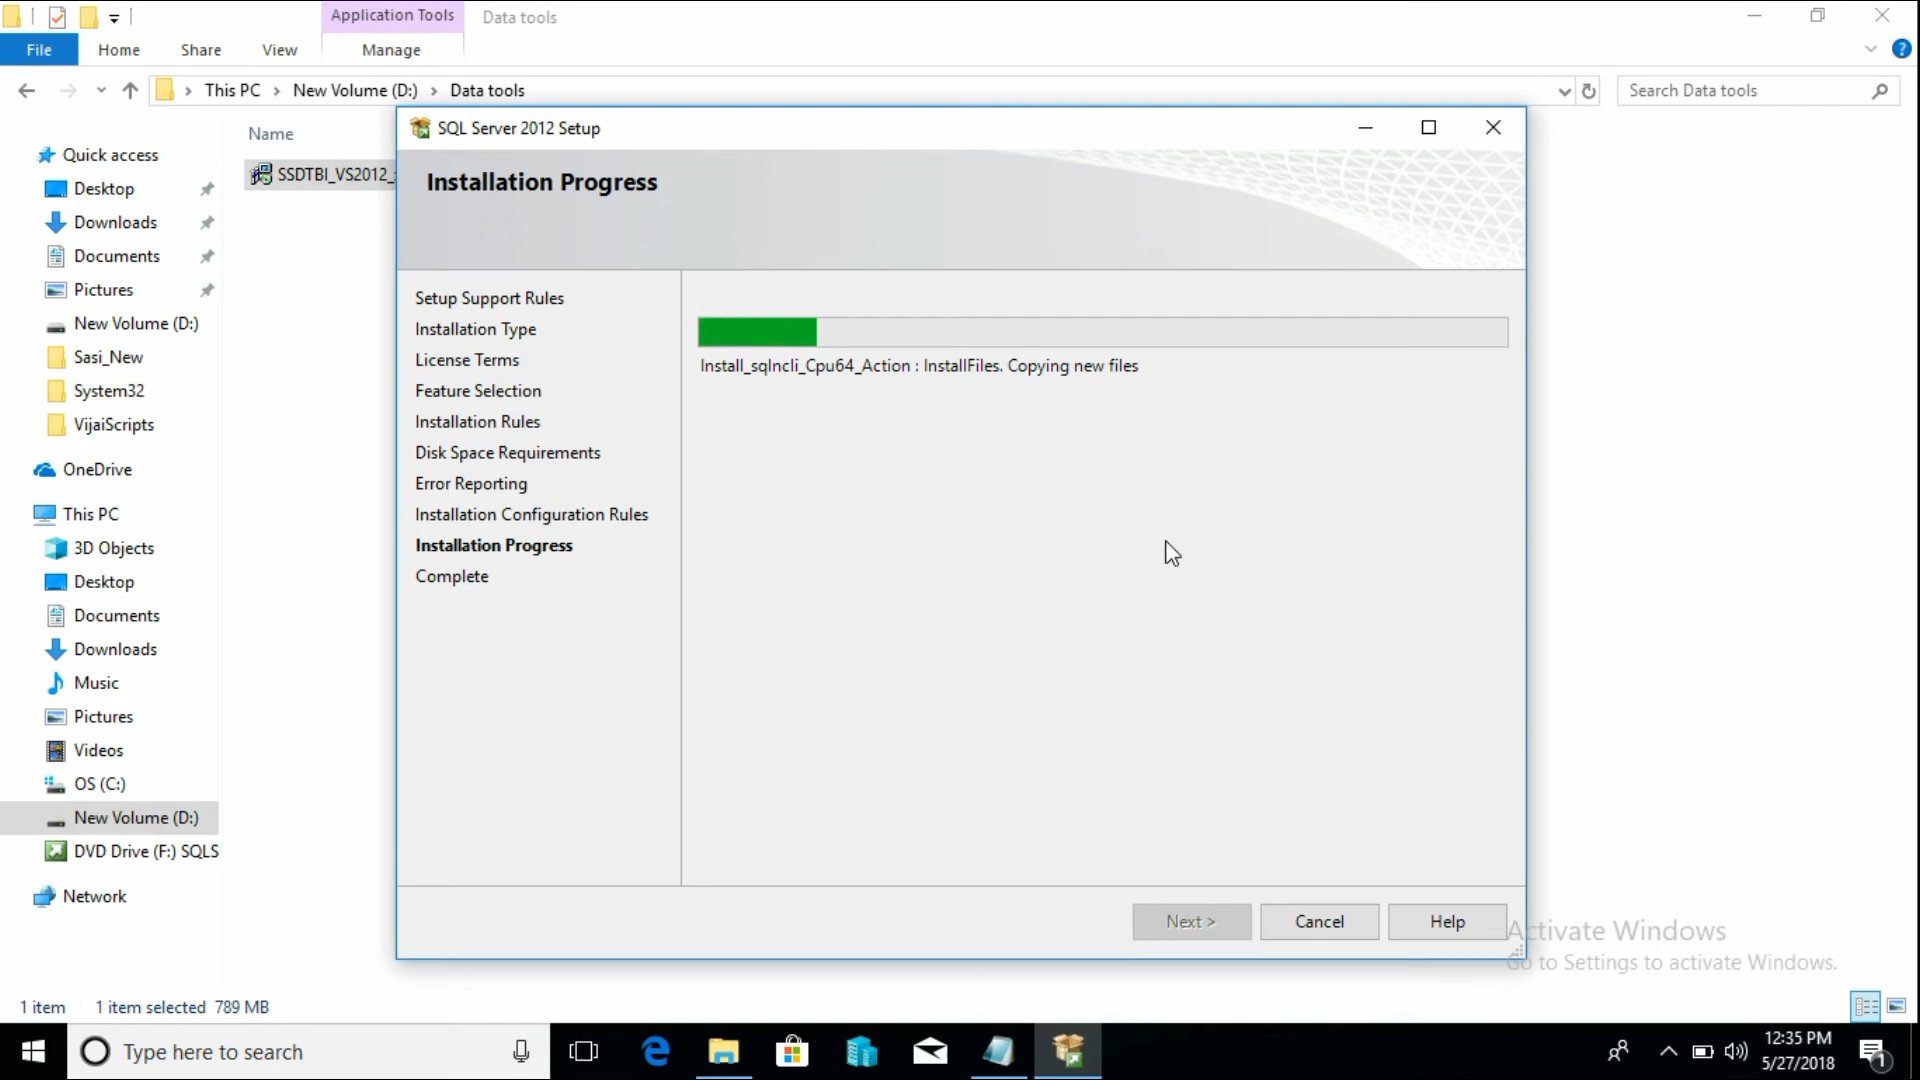 Application Tools
Data tools
File
Home
Share
View
Manage
This PC
New Volume (D:)
Data tools
Search Data tools
Name
SSDTBI_VS2012_
SQL Server 2012 Setup
Installation Progress
Quick access
Desktop
Downloads
Documents
Pictures
New Volume (D:)
Sasi_New
System32
VijaiScripts
OneDrive
This PC
3D Objects
Desktop
Documents
Downloads
Music
Pictures
Videos
OS (C:)
New Volume (D:)
DVD Drive (F:) SQLS
Network
Setup Support Rules
Installation Type
License Terms
Feature Selection
Installation Rules
Disk Space Requirements
Error Reporting
Installation Configuration Rules
Installation Progress
Complete
Install_sqlncli_Cpu64_Action : InstallFiles. Copying new files
Next >
Cancel
Help
Activate Windows
Go to Settings to activate Windows.
1 item
1 item selected 789 MB
Type here to search
12:35 PM
5/27/2018
1